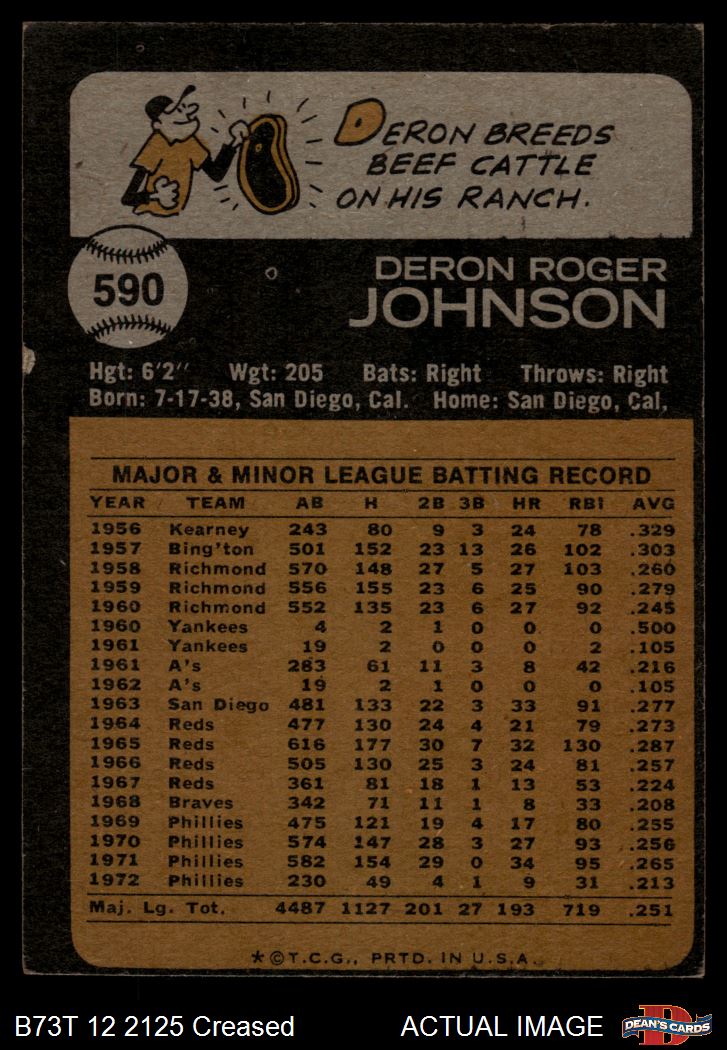 DERON BREEDS
BEEF CATTLE
ON HIS RANCH.
590
DERON ROGER
JOHNSON
Hgt: 6'2" Wgt: 205 Bats: Right Throws: Right
Born: 7-17-38, San Diego, Cal. Home: San Diego, Cal.
MAJOR & MINOR LEAGUE BATTING RECORD
YEAR TEAM AB H 2B 3B HR RBI AVG
1956 Kearney 243 80 9 3 24 78 .329
1957 Bing'ton 501 152 23 13 26 102 .303
1958 Richmond 570 148 27 5 27 103 .260
1959 Richmond 556 155 23 6 25 90 .279
1960 Richmond 552 135 23 6 27 92 .245
1960 Yankees 4 2 1 0 0 0 .500
1961 Yankees 19 2 0 0 0 2 .105
1961 A's 283 61 11 3 8 42 .216
1962 A's 19 2 1 0 0 0 .105
1963 San Diego 481 133 22 3 33 91 .277
1964 Reds 477 130 24 4 21 79 .273
1965 Reds 616 177 30 7 32 130 .287
1966 Reds 505 130 25 3 24 81 .257
1967 Reds 361 81 18 1 13 53 .224
1968 Braves 342 71 11 1 8 33 .208
1969 Phillies 475 121 19 4 17 80 .255
1970 Phillies 574 147 28 3 27 93 .256
1971 Phillies 582 154 29 0 34 95 .265
1972 Phillies 230 49 4 1 9 31 .213
Maj. Lg. Tot. 4487 1127 201 27 193 719 .251
★©T.C.G., PRTD. IN U.S.A.
B73T 12 2125 Creased ACTUAL IMAGE
D
DEAN'S CARDS